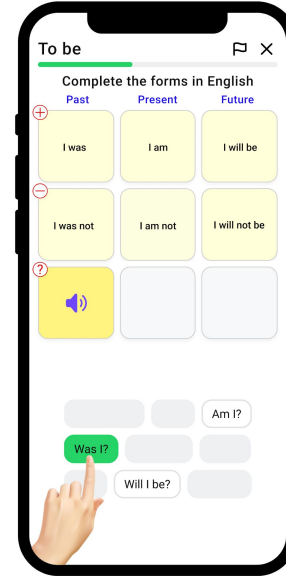 To be
Complete the forms in English
Past Present Future
+
I was I am I will be
−
I was not I am not I will not be
?
Am I?
Was I?
Will I be?